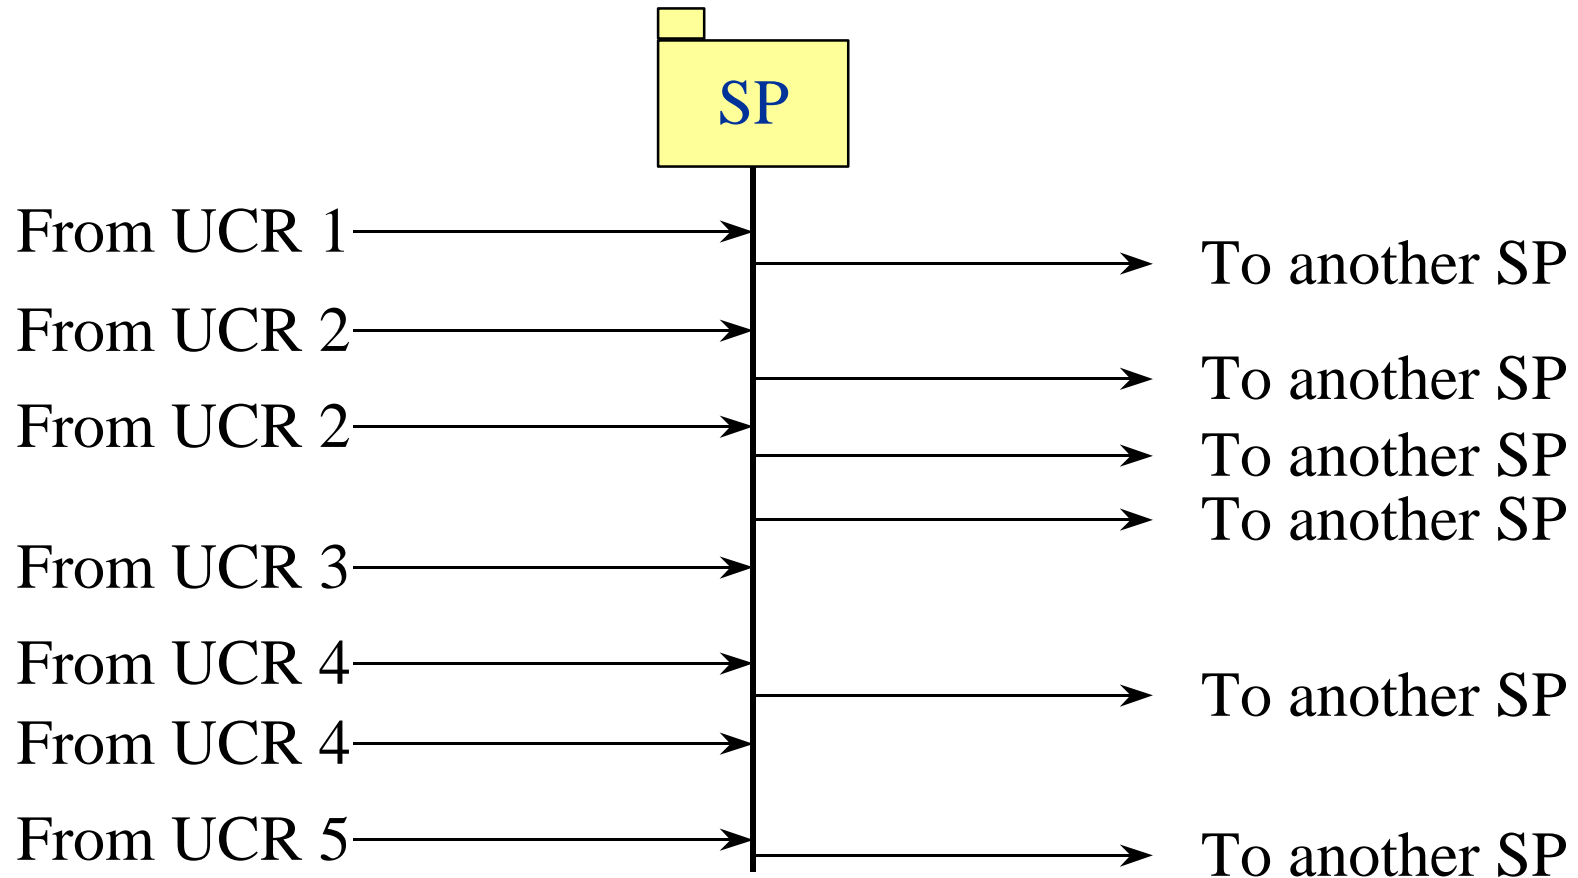 SP
From UCR 1
To another SP
From UCR 2
To another SP
From UCR 2
To another SP
To another SP
From UCR 3
From UCR 4
To another SP
From UCR 4
From UCR 5
To another SP